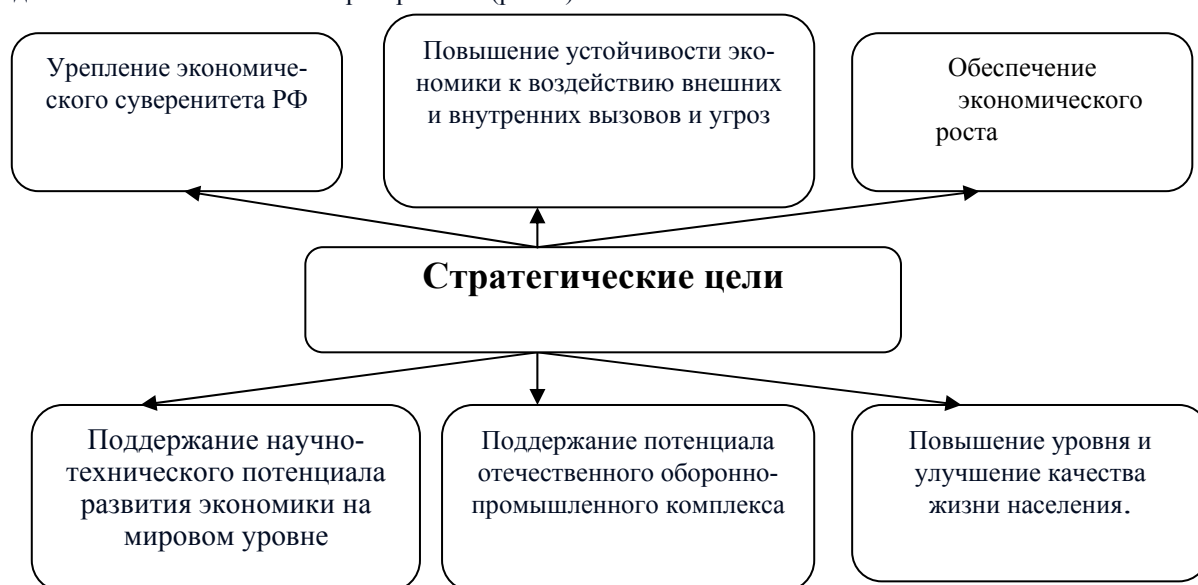 Урепление экономиче-
ского суверенитета РФ
Повышение устойчивости эко-
номики к воздействию внешних
и внутренних вызовов и угроз
Обеспечение
экономического
роста
Стратегические цели
Поддержание научно-
технического потенциала
развития экономики на
мировом уровне
Поддержание потенциала
отечественного оборонно-
промышленного комплекса
Повышение уровня и
улучшение качества
жизни населения.